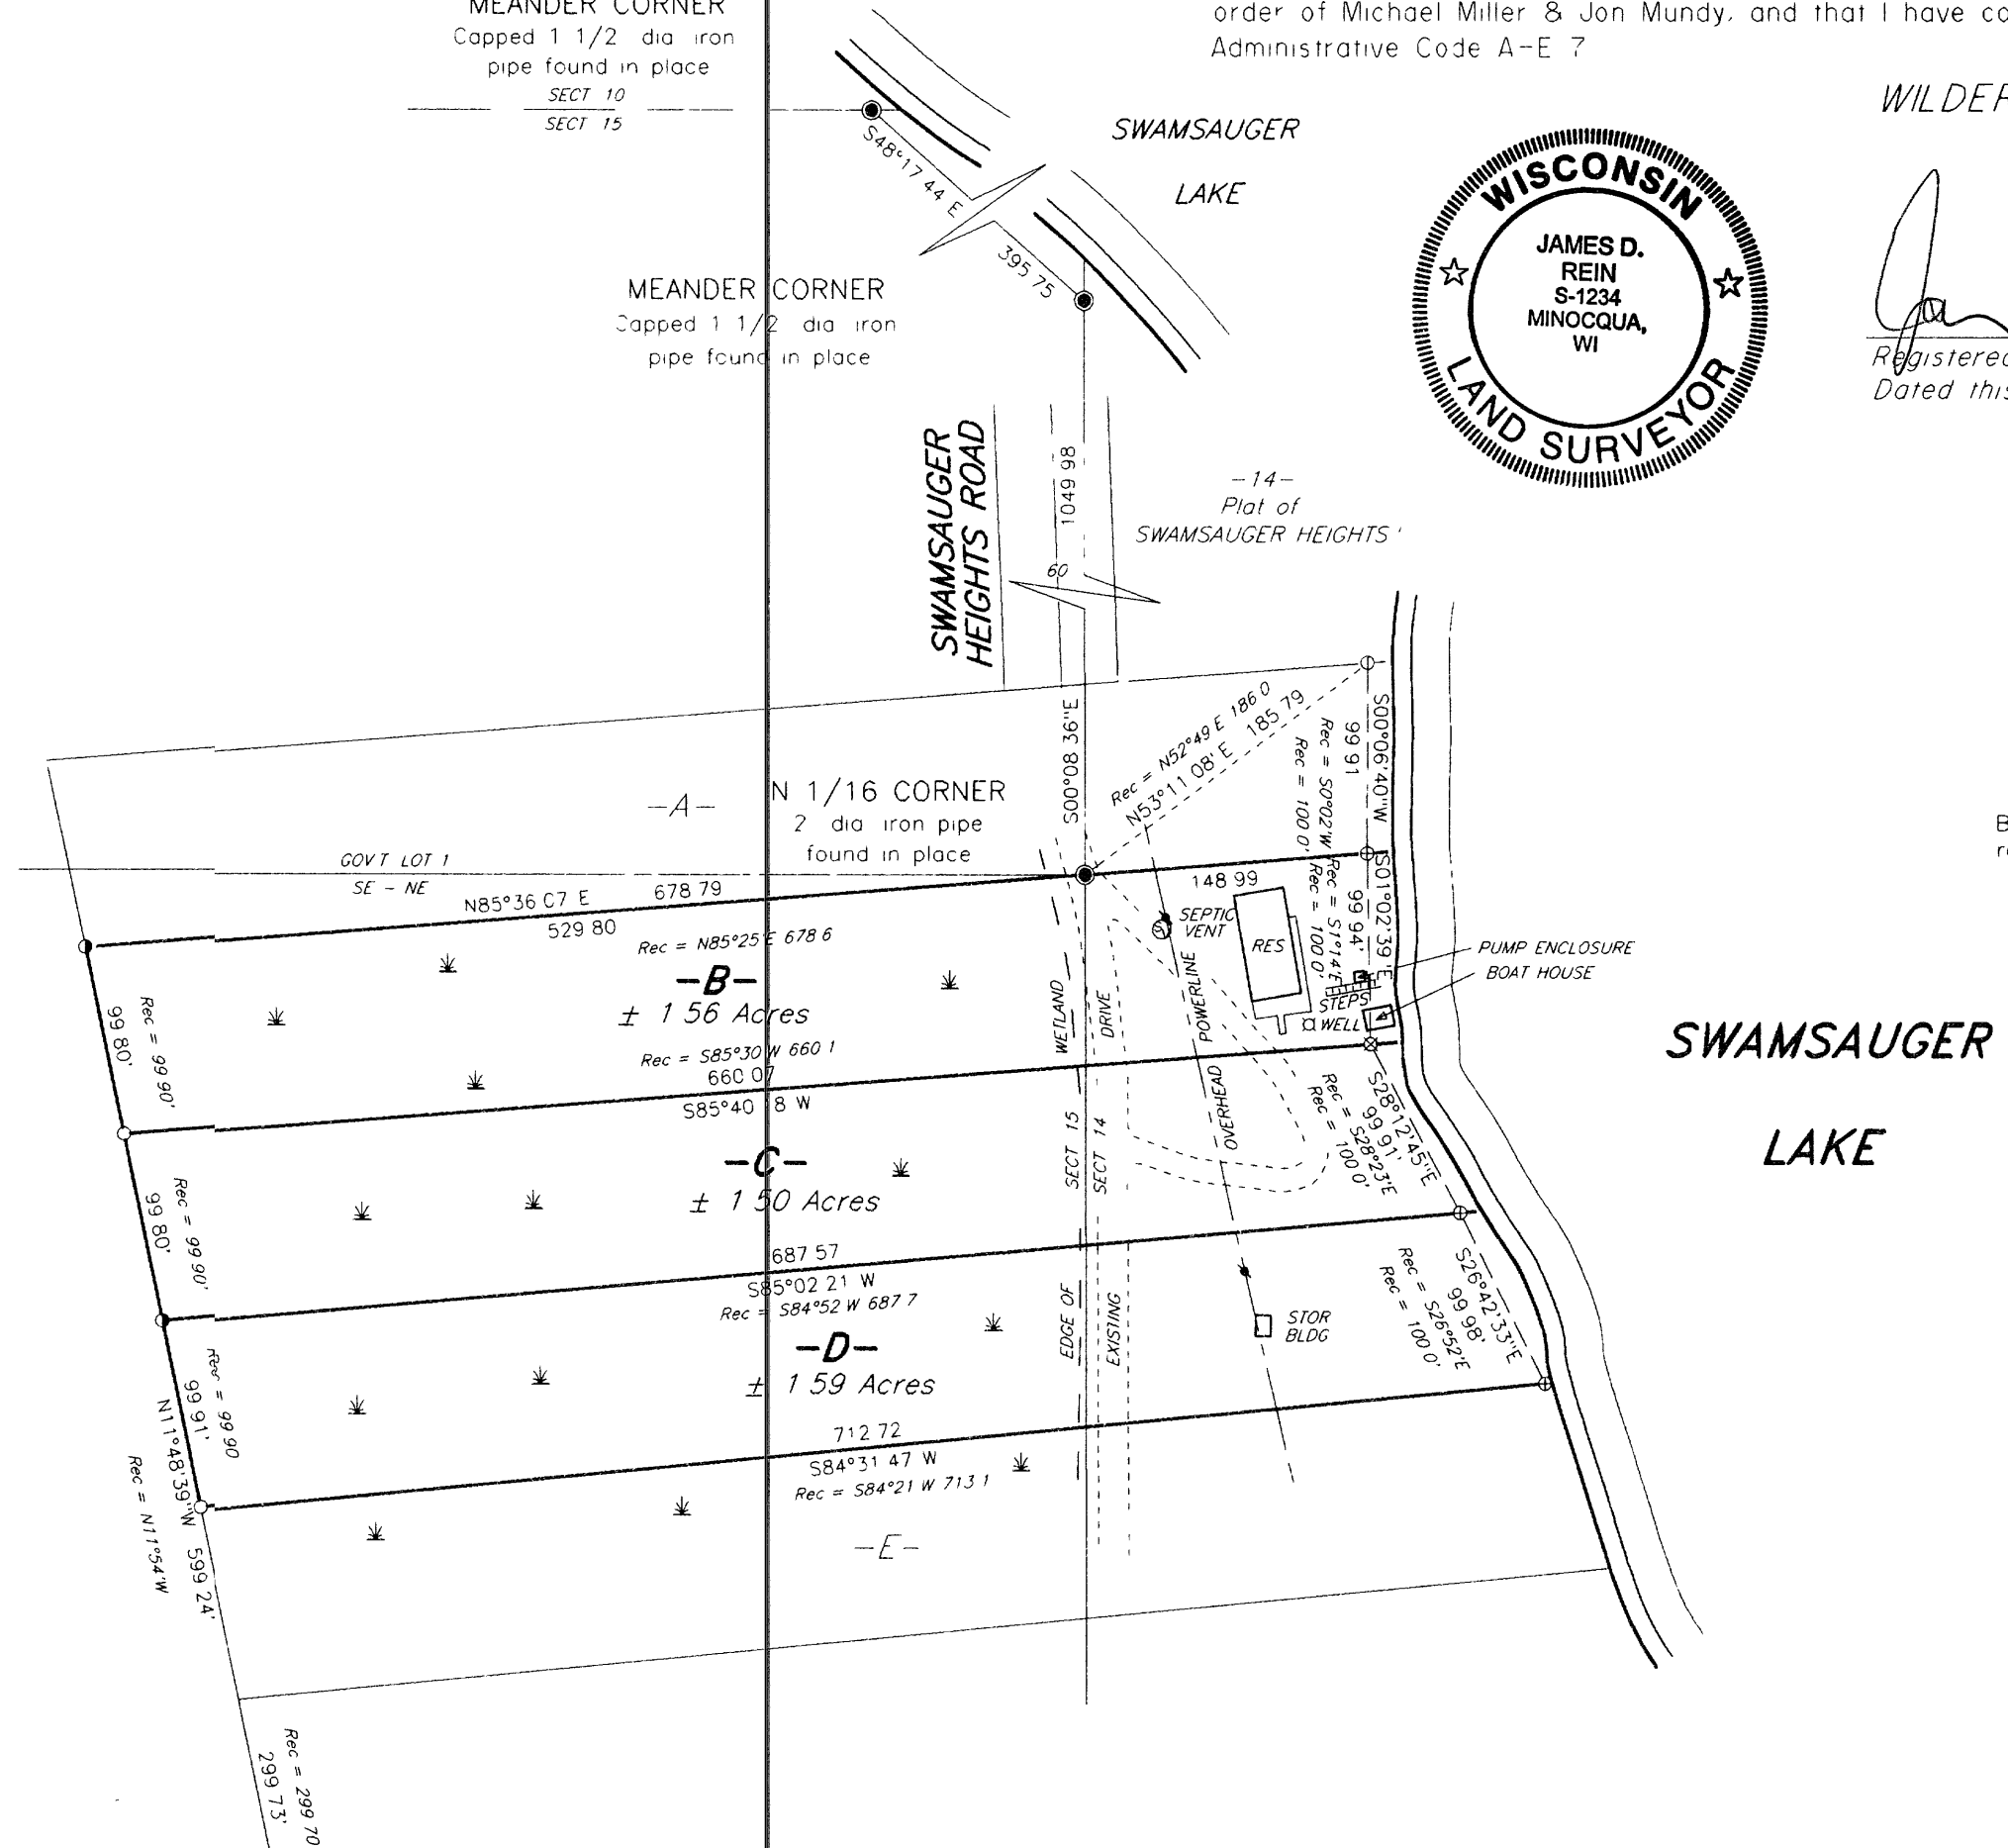 MEANDER CORNER
Capped 1 1/2 dia iron
pipe found in place
SECT 10
SECT 15
order of Michael Miller & Jon Mundy, and that I have co
Administrative Code A-E 7
WILDER
SWAMSAUGER
LAKE
S48°17 44 E
395 75
WISCONSIN
JAMES D.
REIN
S-1234
MINOCQUA,
WI
LAND SURVEYOR
Registered
Dated this
MEANDER CORNER
Capped 1 1/2 dia iron
pipe found in place
SWAMSAUGER
HEIGHTS ROAD
1049 98
60
-14-
Plat of
SWAMSAUGER HEIGHTS
S00°08 36"E
Rec = N52°49 E 186 0
N53°11 08' E 185 79
S00°06'40"W
99 91
Rec = S0°02'W
Rec = 100 0'
-A-
N 1/16 CORNER
2 dia iron pipe
found in place
GOVT LOT 1
SE - NE
N85°36 07 E
678 79
529 80
148 99
Rec = N85°25 E 678 6
S01°02'39 'E
99 94'
Rec = S1°14'E
Rec = 100 0'
SEPTIC
VENT
RES
PUMP ENCLOSURE
BOAT HOUSE
STEPS
WELL
-B-
± 1 56 Acres
99 80'
Rec = 99 90'
WETLAND
DRIVE
POWERLINE
OVERHEAD
SWAMSAUGER
LAKE
Rec = S85°30 W 660 1
660 07
S85°40 8 W
SECT 15
SECT 14
S28°12'45"E
99 91'
Rec = S28°23'E
Rec = 100 0'
-C-
± 1 50 Acres
99 80'
Rec = 99 90'
687 57
S85°02 21 W
Rec = S84°52 W 687 7
EDGE OF
EXISTING
S26°42'33"E
99 98'
Rec = S26°52'E
Rec = 100 0'
STOR
BLDG
-D-
± 1 59 Acres
99 91'
Rec = 99 90
N11°48'39"W 599 24'
Rec = N11°54'W
712 72
S84°31 47 W
Rec = S84°21 W 713 1
-E-
Rec = 299 70
299 73'